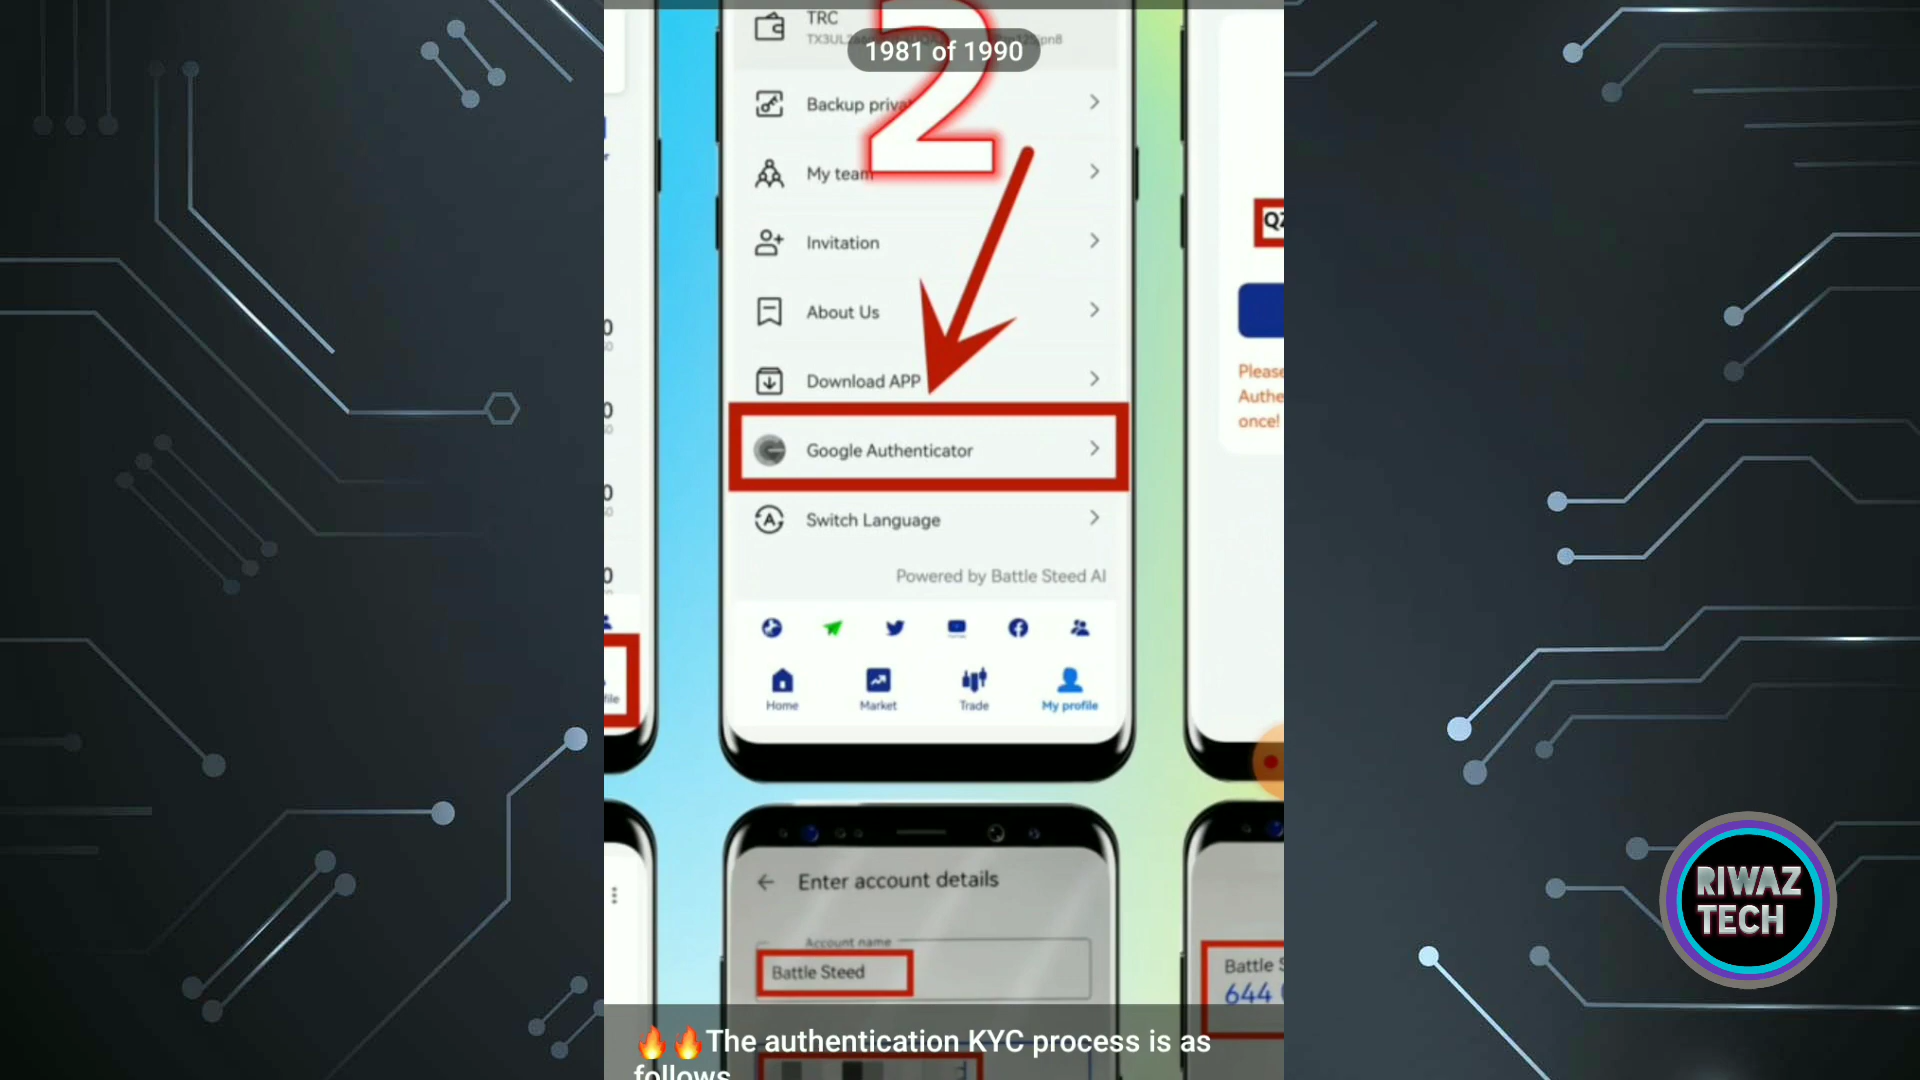 TRC
1981 of 1990
Backup
2
My team
Invitation
About Us
Download APP
Google Authenticator
Switch Language
Powered by Battle Steed AI
Home
Market
Trade
My profile
Please
once!
Enter account details
Account name
Battle Steed
Battle
644
RIWAZ
TECH
🔥🔥The authentication KYC process is as
follows